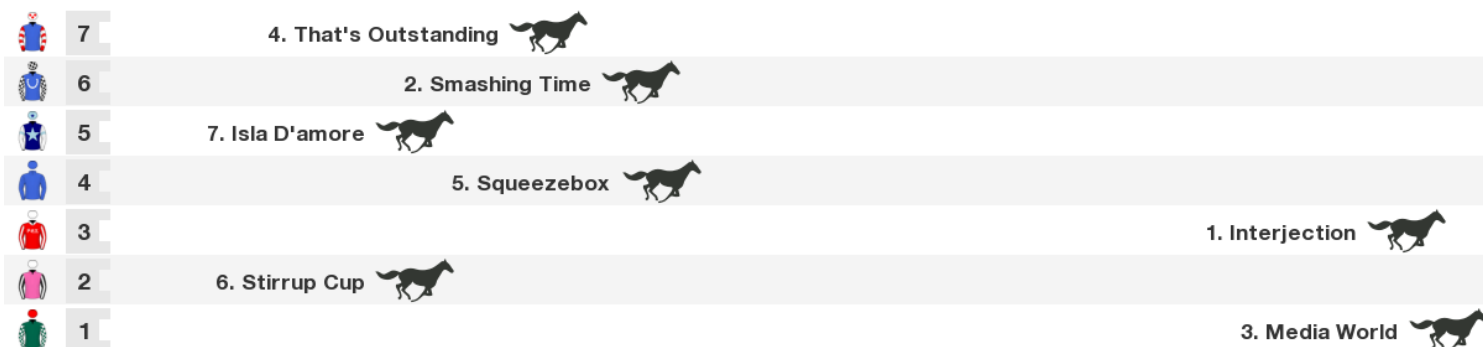 7 4. That's Outstanding
6 2. Smashing Time
5 7. Isla D'amore
4 5. Squeezebox
3 1. Interjection
2 6. Stirrup Cup
1 3. Media World